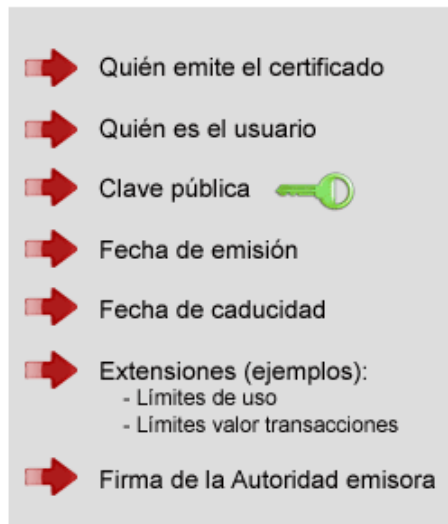 Quién emite el certificado
Quién es el usuario
Clave pública
Fecha de emisión
Fecha de caducidad
Extensiones (ejemplos):
- Límites de uso
- Límites valor transacciones
Firma de la Autoridad emisora